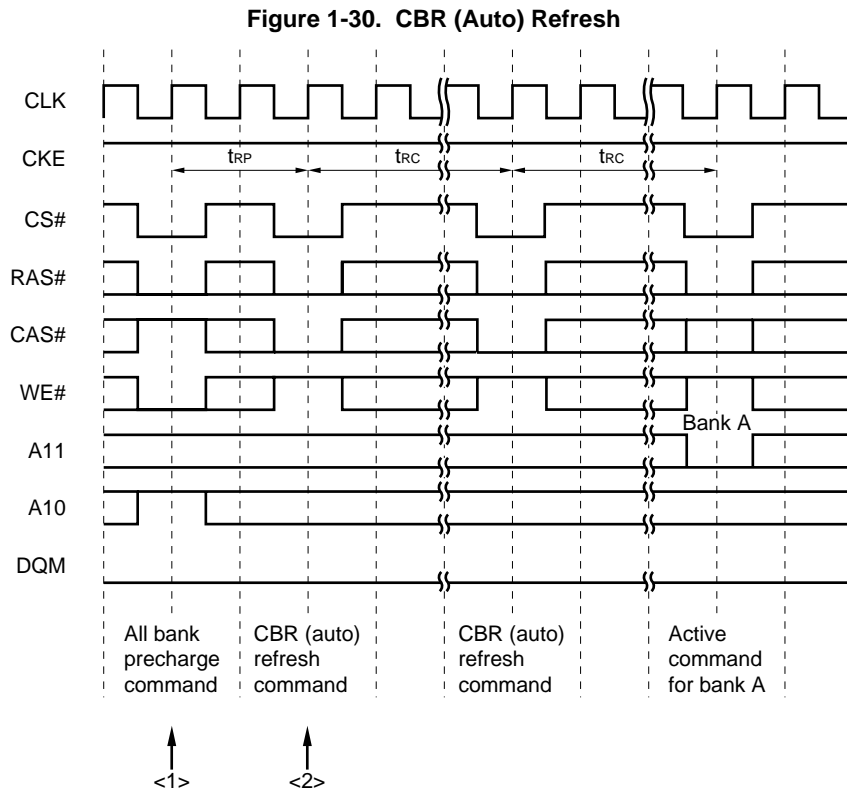 Figure 1-30. CBR (Auto) Refresh
CLK
CKE
tRP
tRC
tRC
CS#
RAS#
CAS#
WE#
Bank A
A11
A10
DQM
All bank
precharge
command
CBR (auto)
refresh
command
CBR (auto)
refresh
command
Active
command
for bank A
<1>
<2>